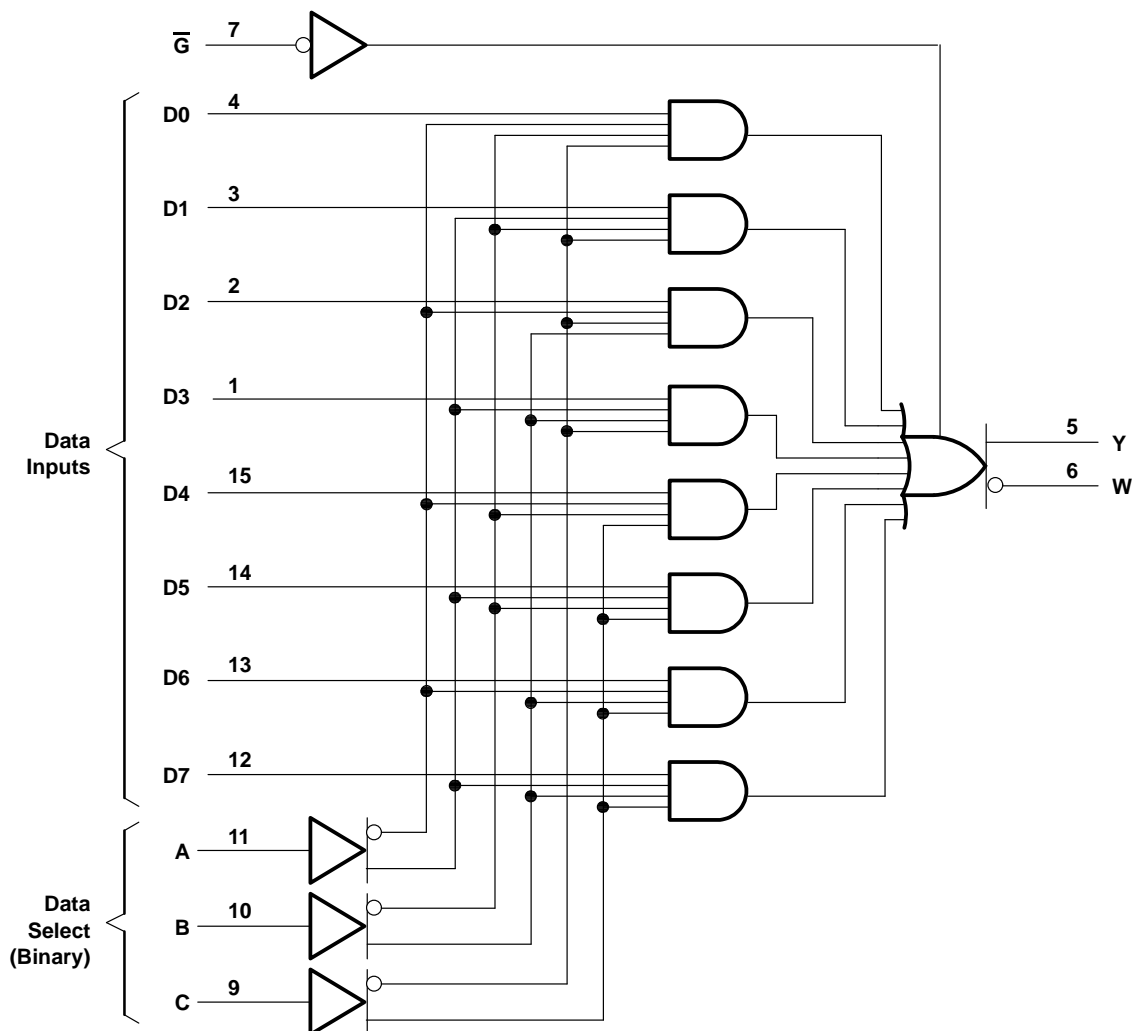 G̅ 7
D0 4
D1 3
D2 2
D3 1
Data
Inputs
5 Y
6 W
D4 15
D5 14
D6 13
D7 12
A 11
Data
Select
(Binary)
B 10
C 9